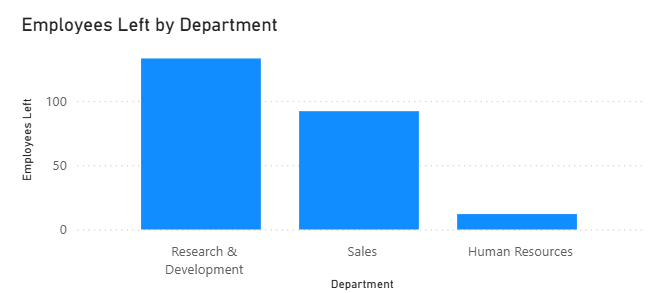 Employees Left by Department
Employees Left
100
50
0
Research &
Development
Sales
Human Resources
Department